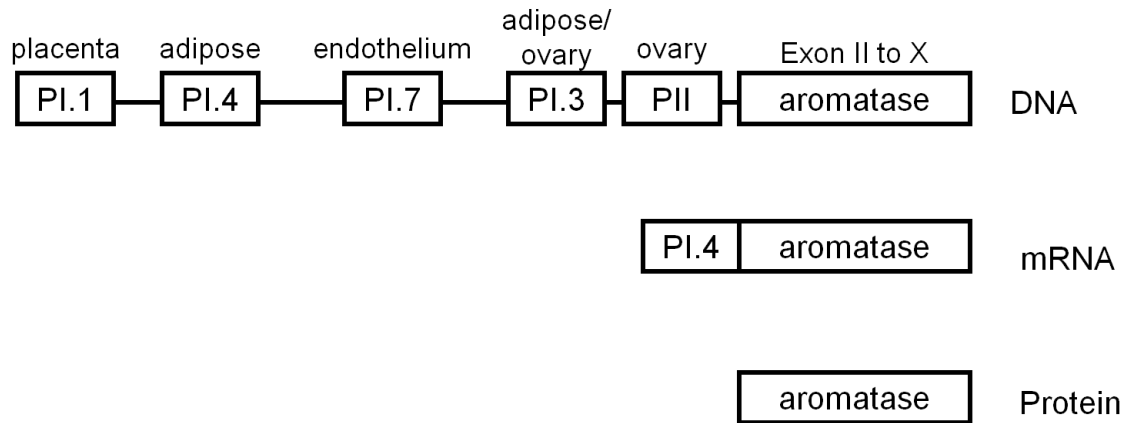 placenta
adipose
endothelium
adipose/
ovary
ovary
Exon II to X
PI.1
PI.4
PI.7
PI.3
PII
aromatase
DNA
PI.4
aromatase
mRNA
aromatase
Protein